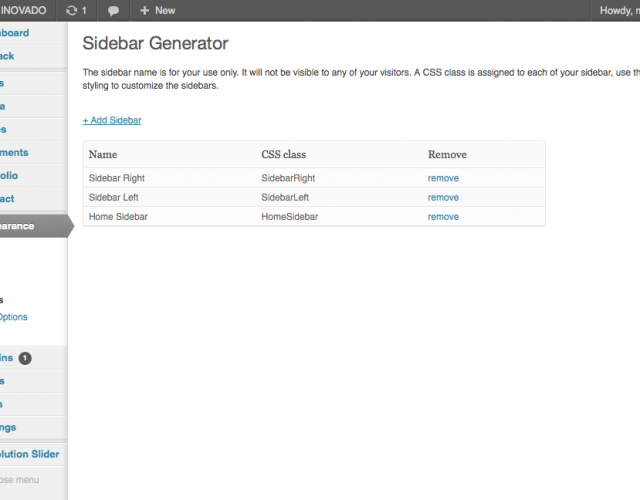 INOVADO 1 New Howdy, m
board
ack
s
a
es
ments
olio
act
earance
s
Options
ins 1
s
s
ngs
olution Slider
ose menu
Sidebar Generator
The sidebar name is for your use only. It will not be visible to any of your visitors. A CSS class is assigned to each of your sidebar, use th
styling to customize the sidebars.
+ Add Sidebar
Name CSS class Remove
Sidebar Right SidebarRight remove
Sidebar Left SidebarLeft remove
Home Sidebar HomeSidebar remove